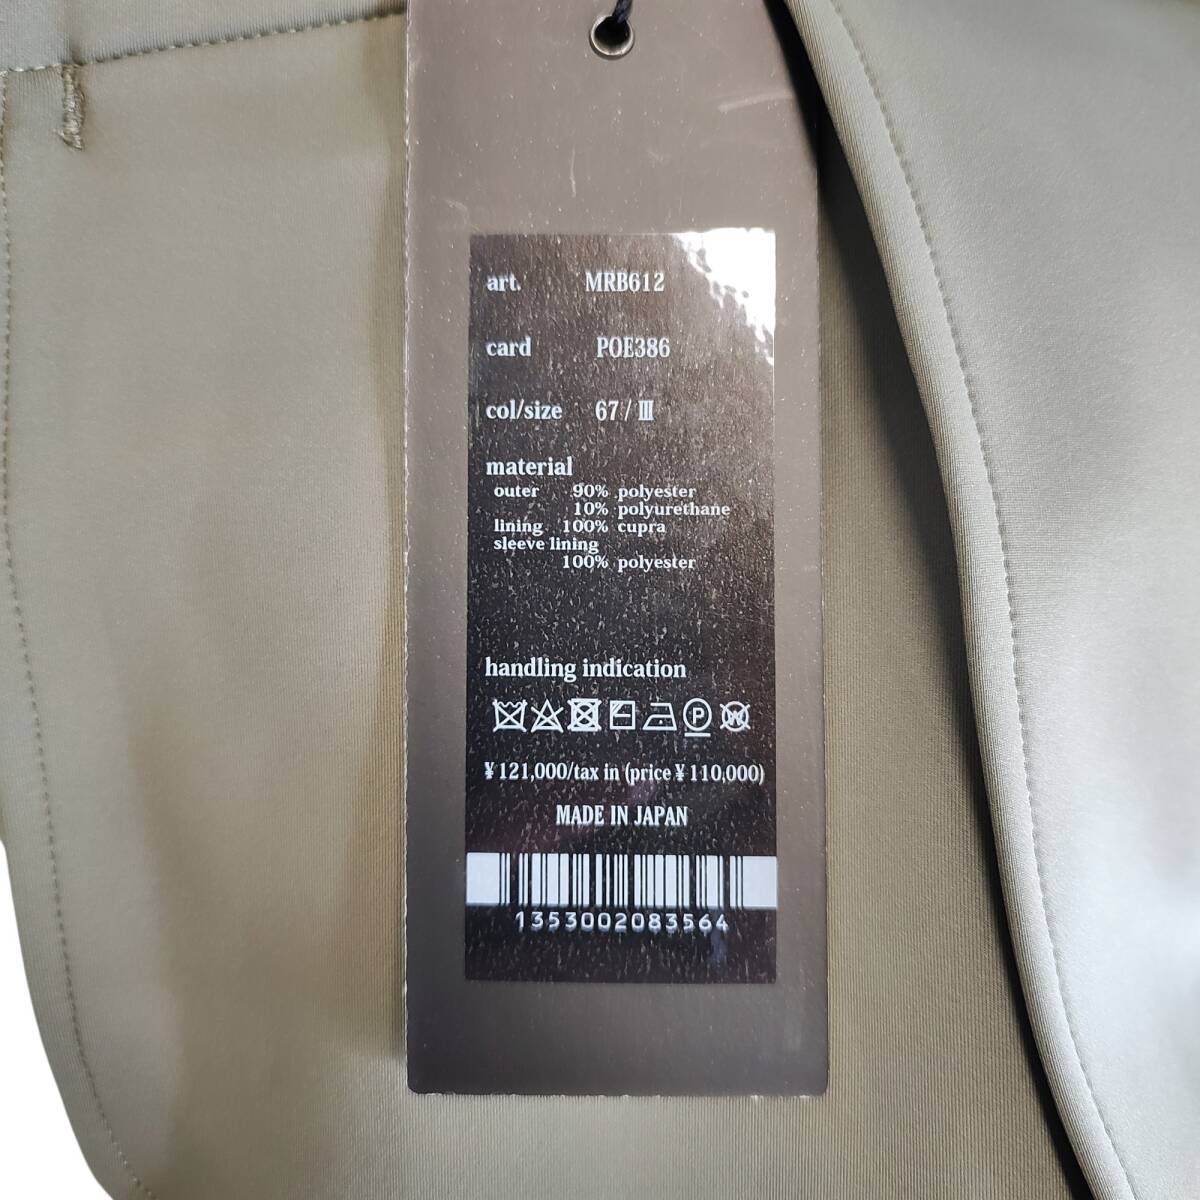 art. MRB612
card POE386
col/size 67 / Ⅲ
material
outer 90% polyester
10% polyurethane
lining 100% cupra
sleeve lining
100% polyester
handling indication
P W
¥ 121,000/tax in (price ¥ 110,000)
MADE IN JAPAN
1353002083564